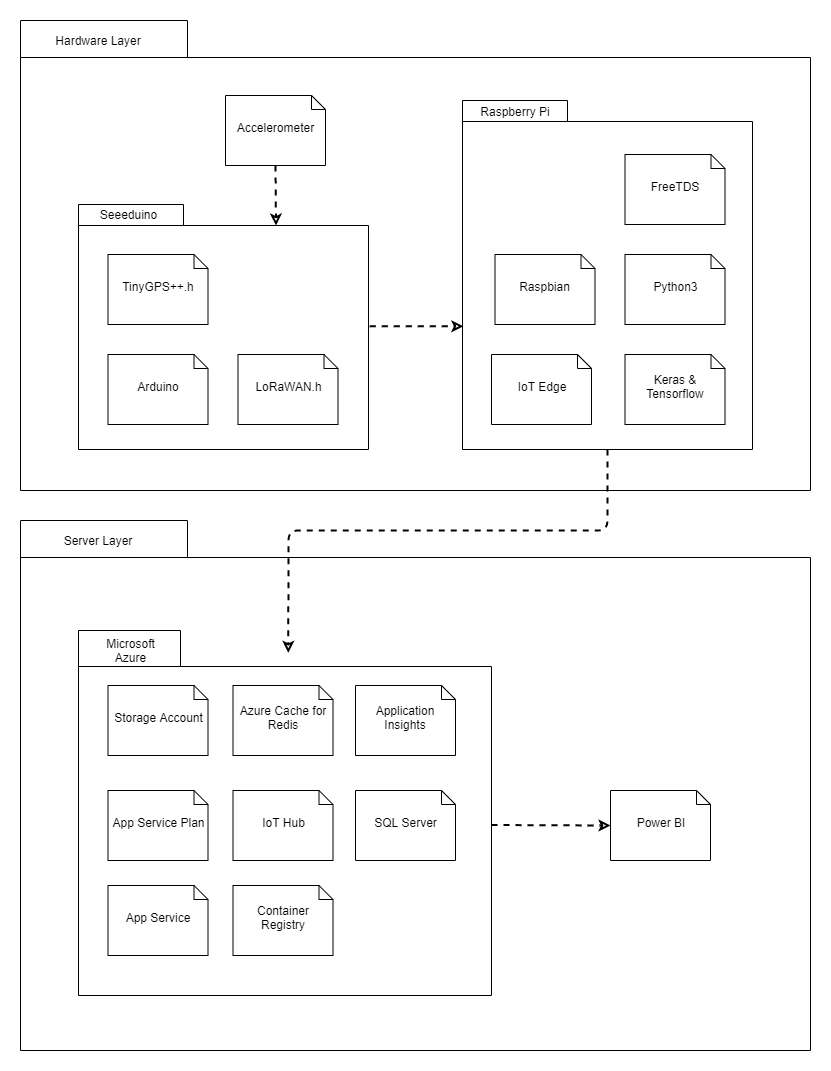 Hardware Layer
Accelerometer
Raspberry Pi
FreeTDS
Seeeduino
TinyGPS++.h
Raspbian
Python3
Arduino
LoRaWAN.h
IoT Edge
Keras &
Tensorflow
Server Layer
Microsoft
Azure
Storage Account
Azure Cache for
Redis
Application
Insights
App Service Plan
IoT Hub
SQL Server
Power BI
App Service
Container
Registry